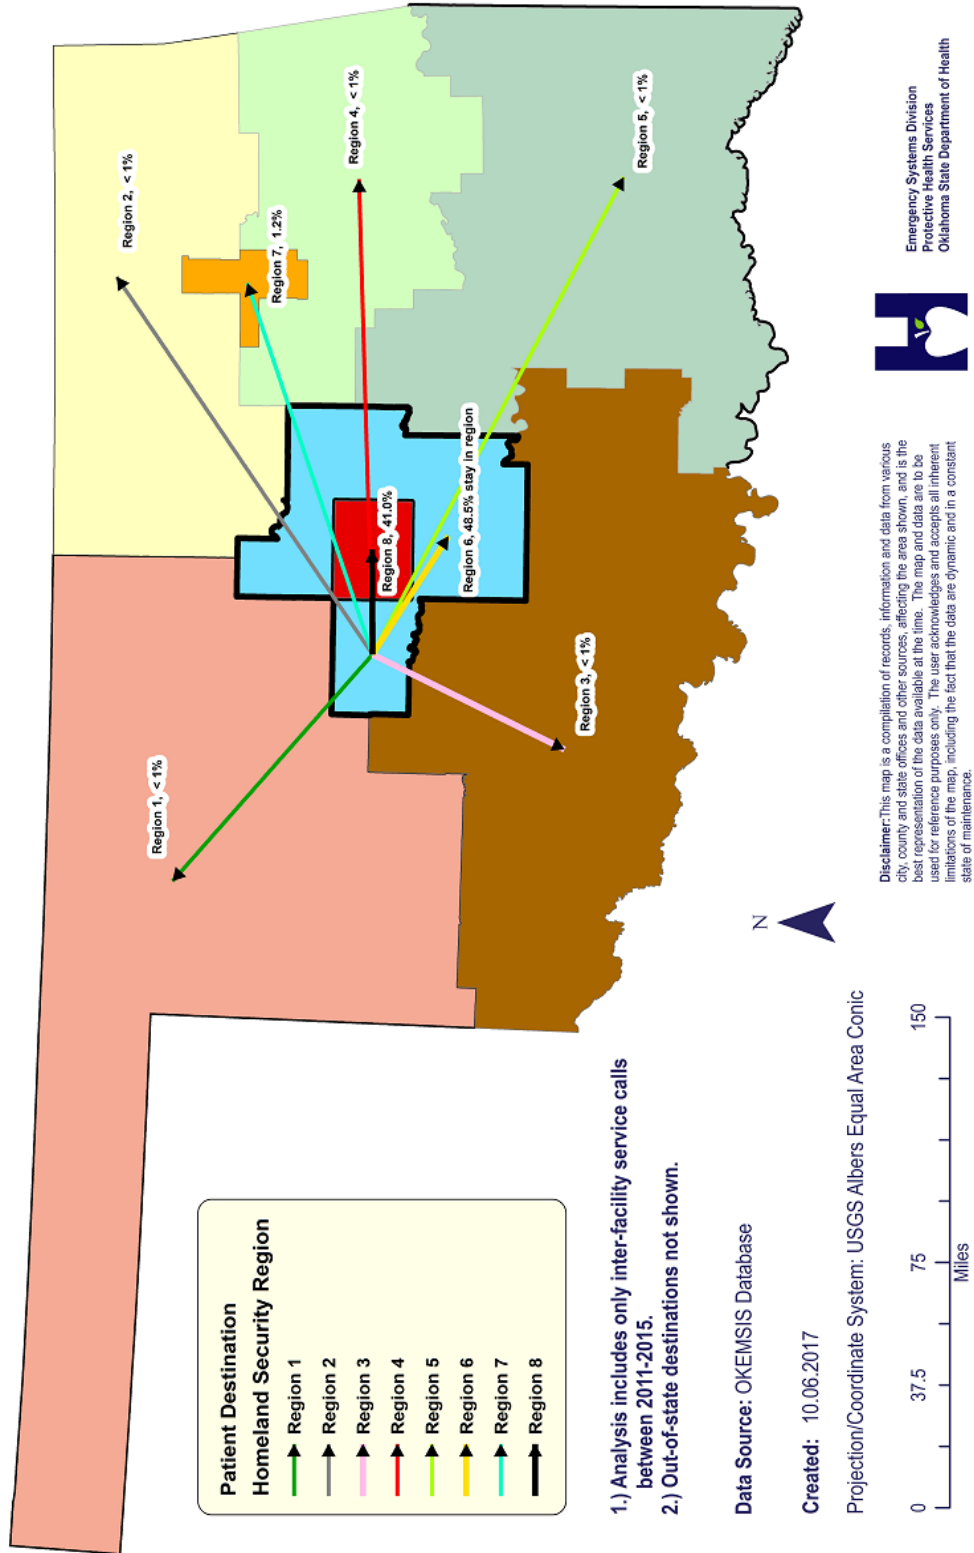 Region 1, < 1%
Region 2, < 1%
Region 7, 1.2%
Region 4, < 1%
Region 8, 41.0%
Region 6, 48.5% stay in region
Region 3, < 1%
Region 5, < 1%
Patient Destination
Homeland Security Region
Region 1
Region 2
Region 3
Region 4
Region 5
Region 6
Region 7
Region 8
1.) Analysis includes only inter-facility service calls
between 2011-2015.
2.) Out-of-state destinations not shown.
Data Source: OKEMSIS Database
Created: 10.06.2017
Projection/Coordinate System: USGS Albers Equal Area Conic
0 37.5 75 150
Miles
N
Disclaimer:This map is a compilation of records, information and data from various
city, county and state offices and other sources, affecting the area shown, and is the
best representation of the data available at the time. The map and data are to be
used for reference purposes only. The user acknowledges and accepts all inherent
limitations of the map, including the fact that the data are dynamic and in a constant
state of maintenance.
Emergency Systems Division
Protective Health Services
Oklahoma State Department of Health